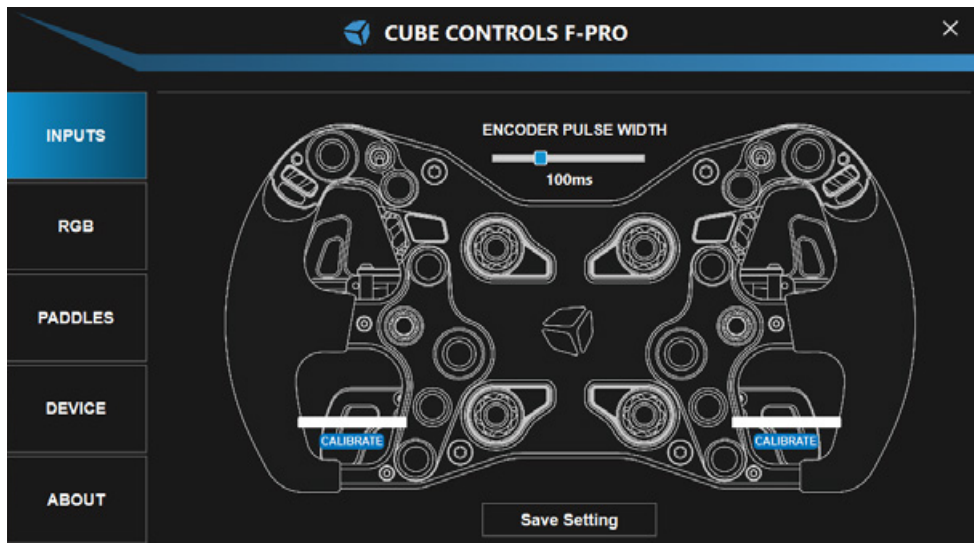 CUBE CONTROLS F-PRO
INPUTS
RGB
PADDLES
DEVICE
ABOUT
ENCODER PULSE WIDTH
100ms
CALIBRATE
CALIBRATE
Save Setting